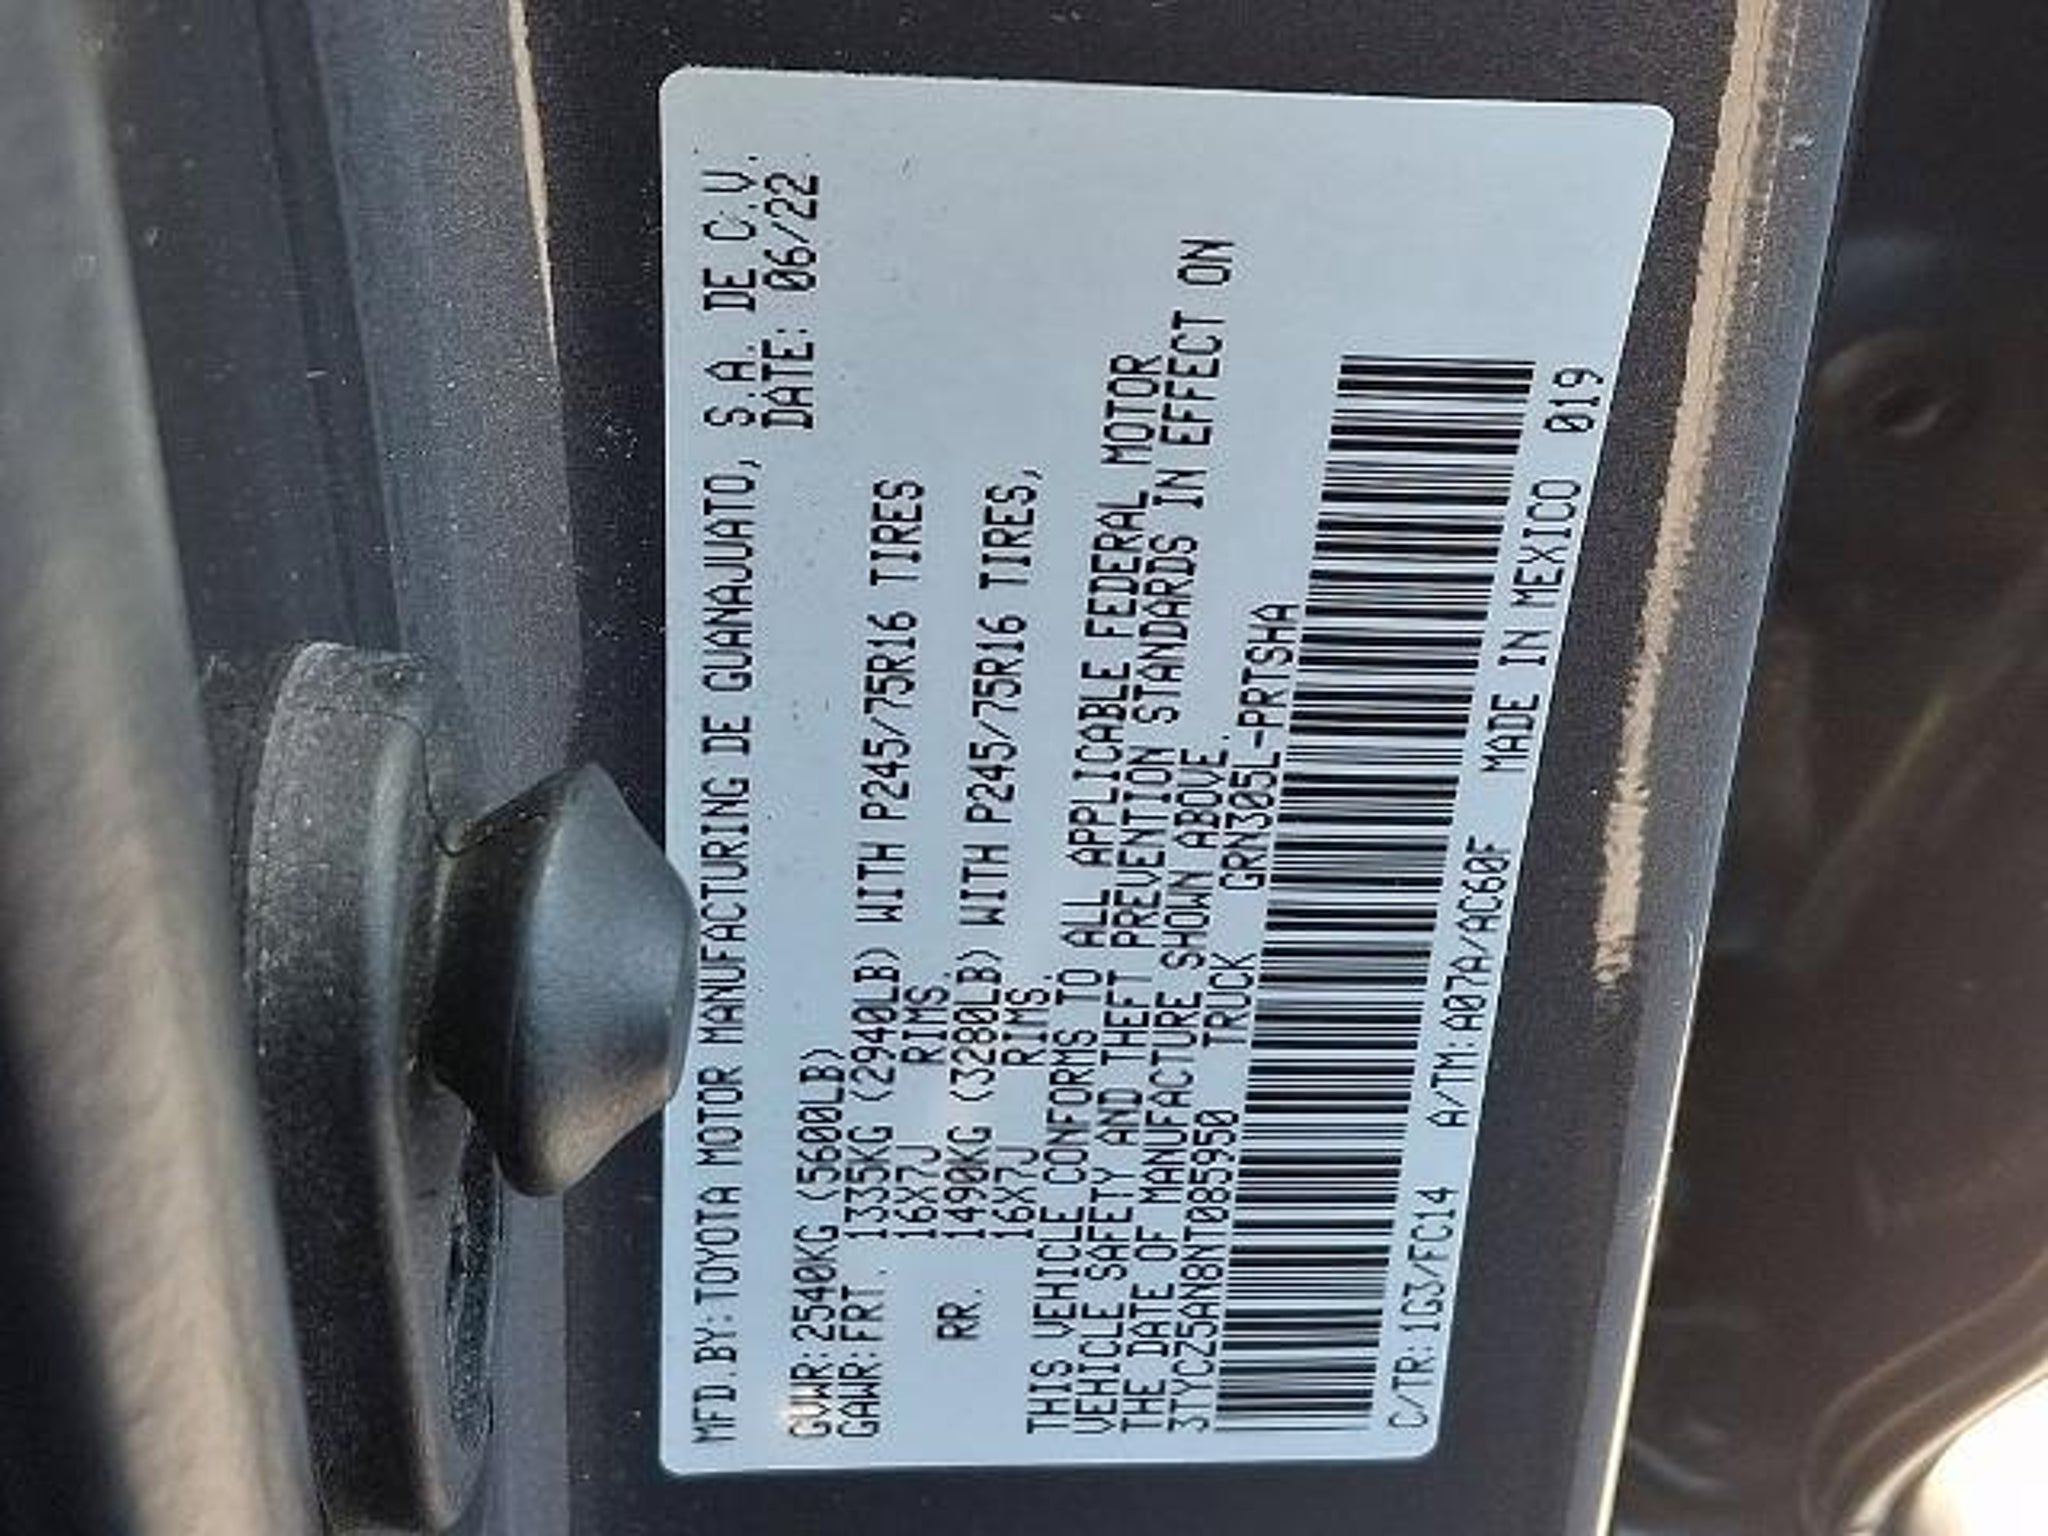 MFD.BY:TOYOTA MOTOR MANUFACTURING DE GUANAJUATO, S.A. DE C.V.
DATE: 06/22
GVWR:2540KG (5600LB)
GAWR:FRT. 1335KG (2940LB) WITH P245/75R16 TIRES
16X7J RIMS.
RR. 1490KG (3280LB) WITH P245/75R16 TIRES,
16X7J RIMS.
THIS VEHICLE CONFORMS TO ALL APPLICABLE FEDERAL MOTOR
VEHICLE SAFETY AND THEFT PREVENTION STANDARDS IN EFFECT ON
THE DATE OF MANUFACTURE SHOWN ABOVE.
3TYCZ5AN8NT085950 TRUCK GRN305L-PRTSHA
C/TR:1G3/FC14 A/TM:A07A/AC60F MADE IN MEXICO 019